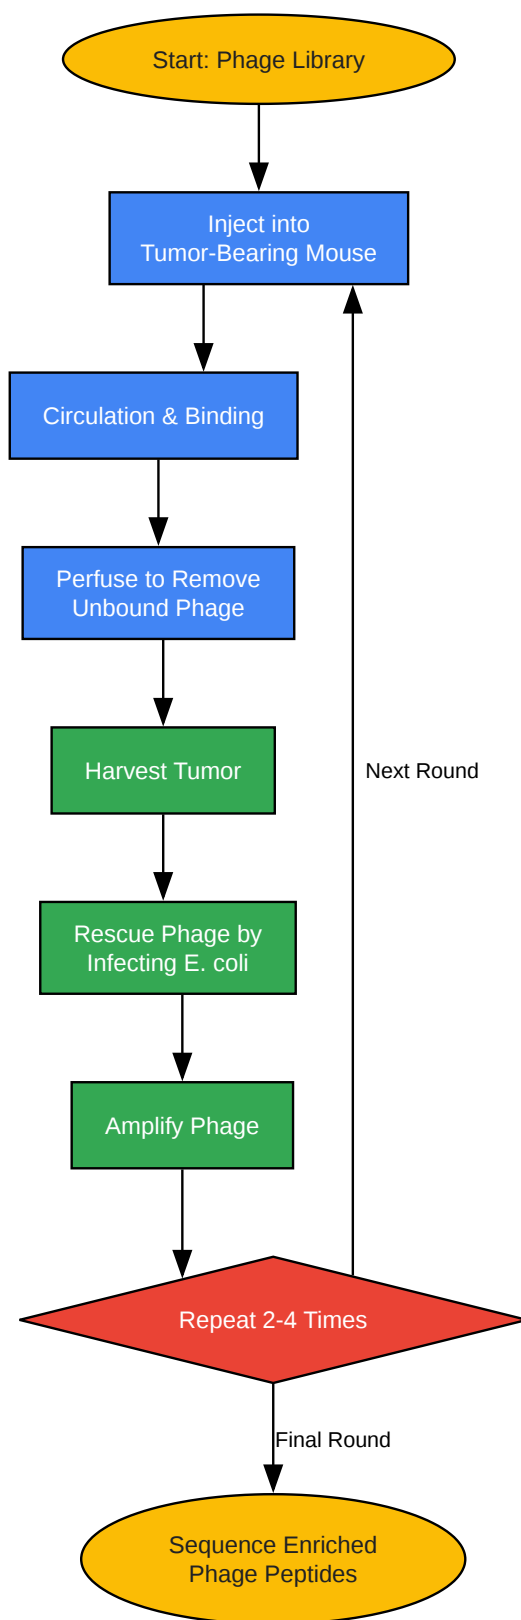 Start: Phage Library
Inject into
Tumor-Bearing Mouse
Circulation & Binding
Perfuse to Remove
Unbound Phage
Harvest Tumor
Next Round
Rescue Phage by
Infecting E. coli
Amplify Phage
Repeat 2-4 Times
Final Round
Sequence Enriched
Phage Peptides